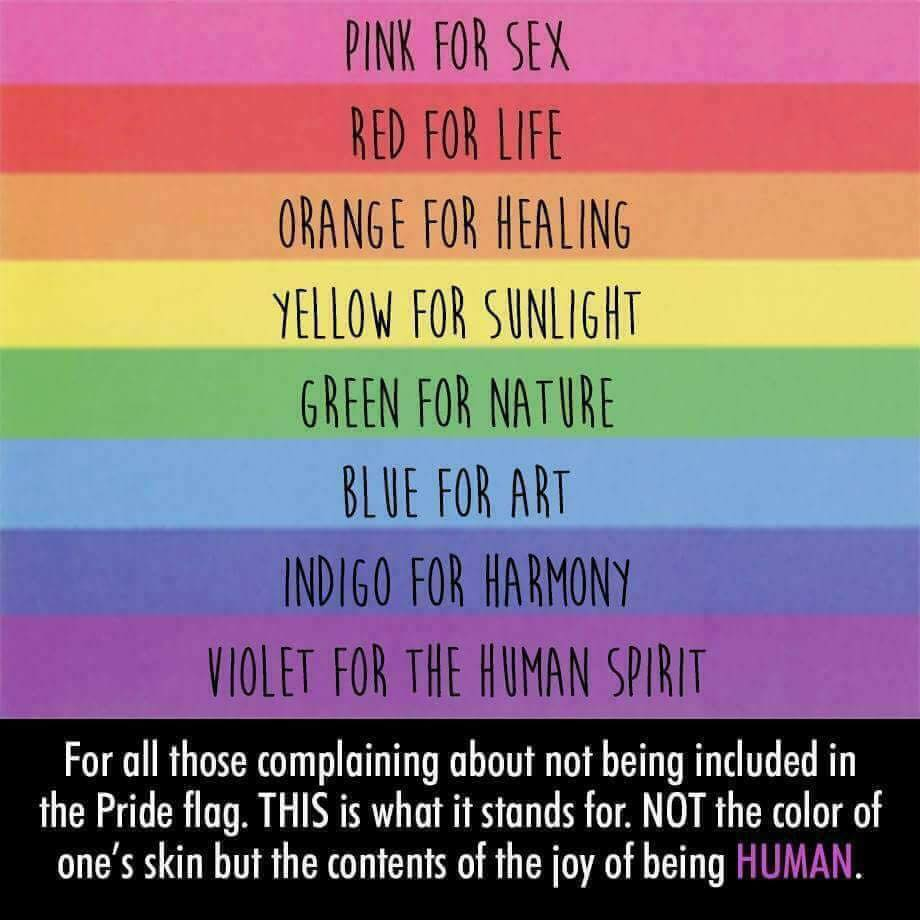 PINK FOR SEX
RED FOR LIFE
ORANGE FOR HEALING
YELLOW FOR SUNLIGHT
GREEN FOR NATURE
BLUE FOR ART
INDIGO FOR HARMONY
VIOLET FOR THE HUMAN SPIRIT
For all those complaining about not being included in
the Pride flag. THIS is what it stands for. NOT the color of
one's skin but the contents of the joy of being HUMAN.